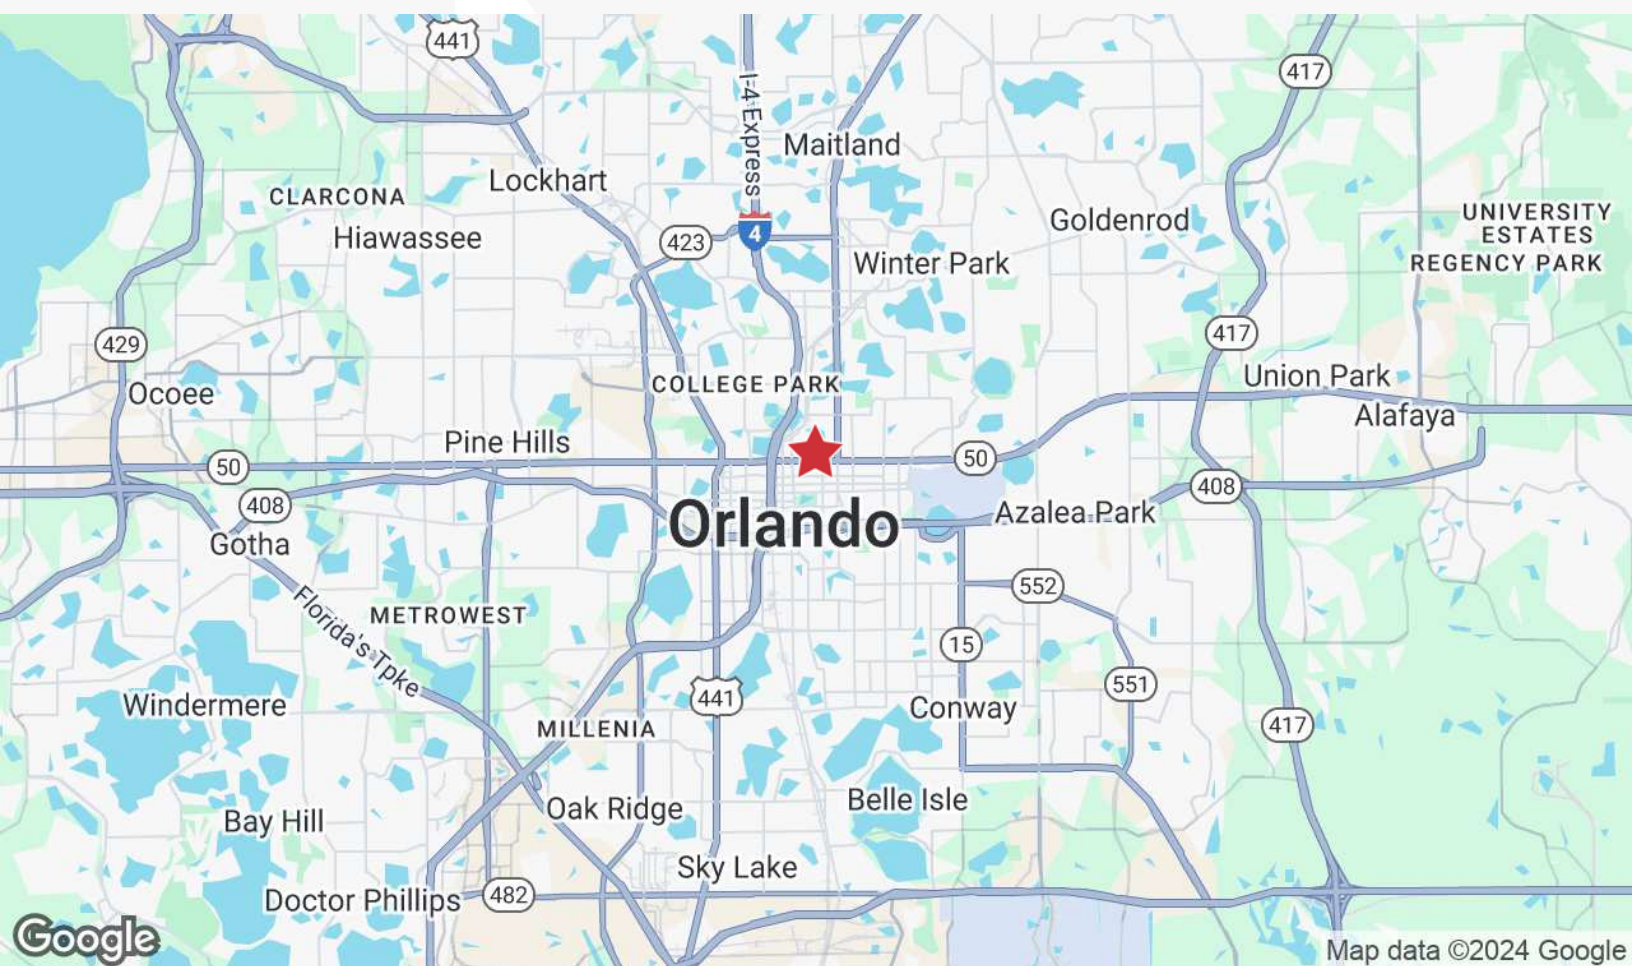 441
417
I-4 Express
Maitland
Lockhart
CLARCONA
Hiawassee
423
4
Goldenrod
UNIVERSITY
ESTATES
REGENCY PARK
Winter Park
429
417
Ocoee
COLLEGE PARK
Union Park
Alafaya
Pine Hills
50
50
408
408
Orlando
Azalea Park
Gotha
552
Florida's Tpke
METROWEST
15
551
441
Windermere
Conway
417
MILLENIA
Oak Ridge
Belle Isle
Bay Hill
Sky Lake
Doctor Phillips
482
Google
Map data ©2024 Google